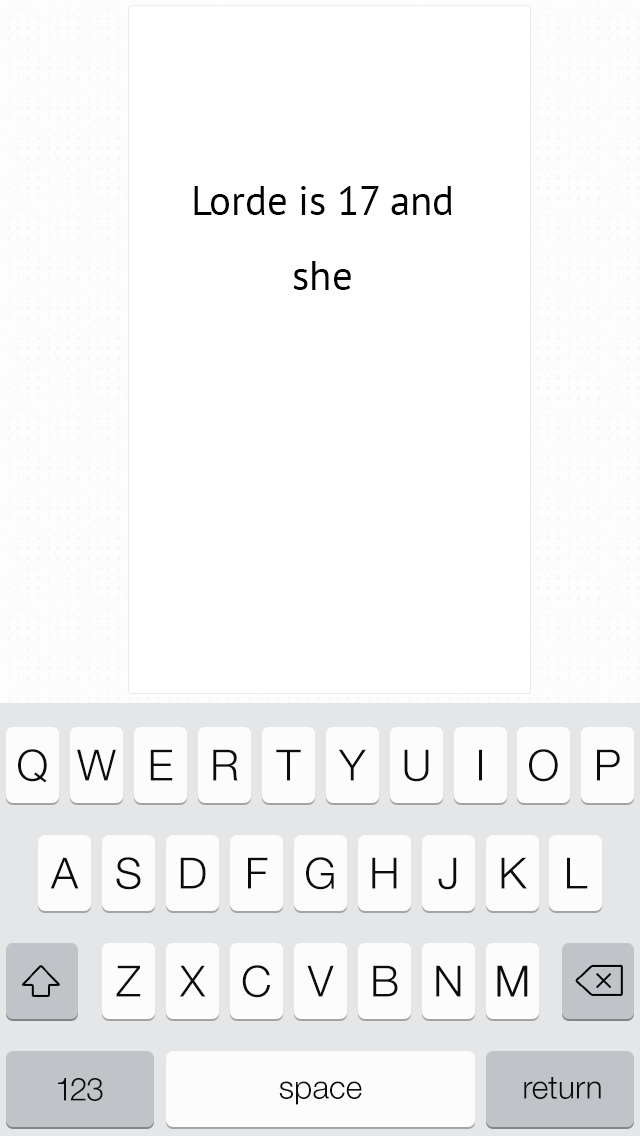 Lorde is 17 and
she
Q W E R T Y U I O P
A S D F G H J K L
Z X C V B N M
123 space return